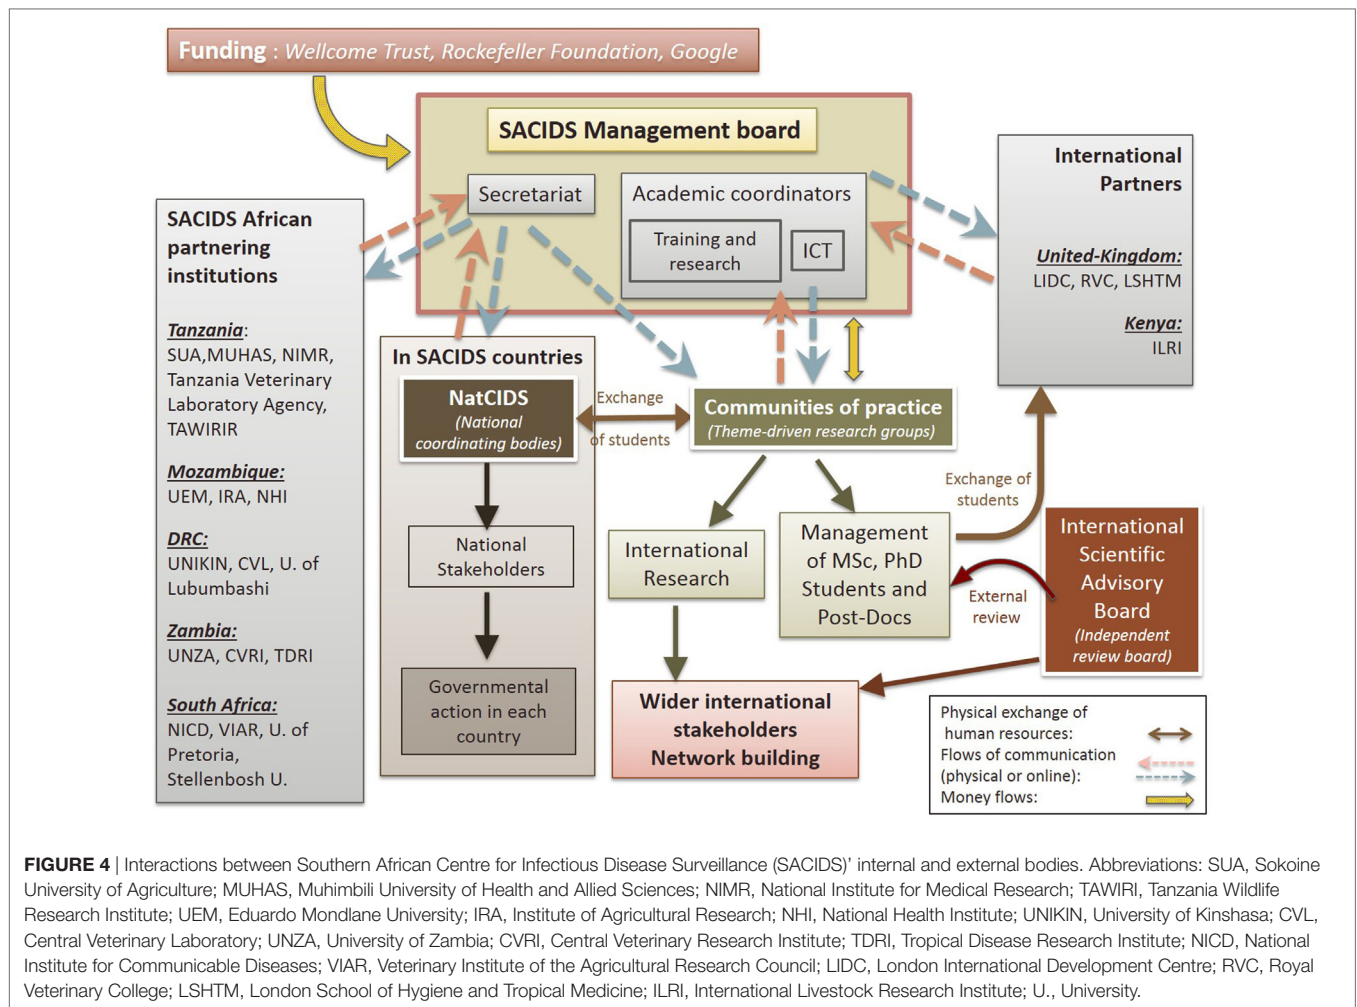 Funding : Wellcome Trust, Rockefeller Foundation, Google
SACIDS Management board
Secretariat
Academic coordinators
Training and
research
ICT
International
Partners
United-Kingdom:
LIDC, RVC, LSHTM
Kenya:
ILRI
SACIDS African
partnering
institutions
Tanzania:
SUA,MUHAS, NIMR,
Tanzania Veterinary
Laboratory Agency,
TAWIRIR
Mozambique:
UEM, IRA, NHI
DRC:
UNIKIN, CVL, U. of
Lubumbashi
Zambia:
UNZA, CVRI, TDRI
South Africa:
NICD, VIAR, U. of
Pretoria,
Stellenbosh U.
In SACIDS countries
NatCIDS
(National
coordinating bodies)
Exchange
of students
Communities of practice
(Theme-driven research groups)
National
Stakeholders
Governmental
action in each
country
International
Research
Management
of MSc, PhD
Students and
Post-Docs
Exchange of
students
External
review
International
Scientific
Advisory
Board
(Independent
review board)
Wider international
stakeholders
Network building
Physical exchange of
human resources:
Flows of communication
(physical or online):
Money flows:
FIGURE 4 | Interactions between Southern African Centre for Infectious Disease Surveillance (SACIDS)’ internal and external bodies. Abbreviations: SUA, Sokoine
University of Agriculture; MUHAS, Muhimbili University of Health and Allied Sciences; NIMR, National Institute for Medical Research; TAWIRI, Tanzania Wildlife
Research Institute; UEM, Eduardo Mondlane University; IRA, Institute of Agricultural Research; NHI, National Health Institute; UNIKIN, University of Kinshasa; CVL,
Central Veterinary Laboratory; UNZA, University of Zambia; CVRI, Central Veterinary Research Institute; TDRI, Tropical Disease Research Institute; NICD, National
Institute for Communicable Diseases; VIAR, Veterinary Institute of the Agricultural Research Council; LIDC, London International Development Centre; RVC, Royal
Veterinary College; LSHTM, London School of Hygiene and Tropical Medicine; ILRI, International Livestock Research Institute; U., University.